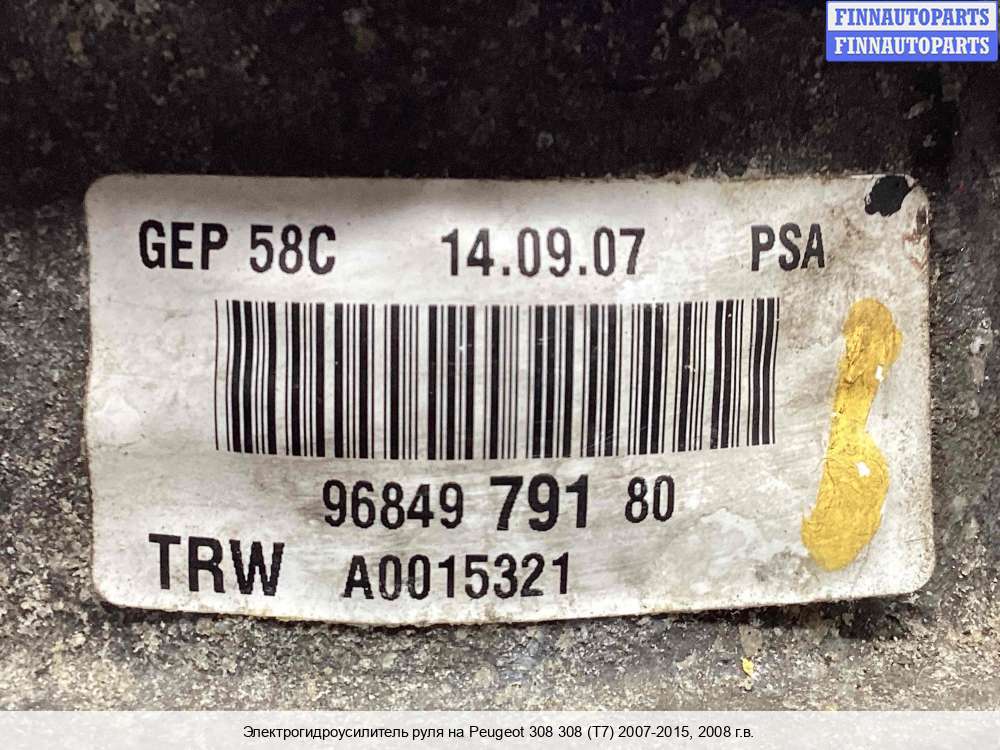 FINNAUTOPARTS
FINNAUTOPARTS
GEP 58C 14.09.07 PSA
96849 791 80
TRW A0015321
Электрогидроусилитель руля на Peugeot 308 308 (T7) 2007-2015, 2008 г.в.